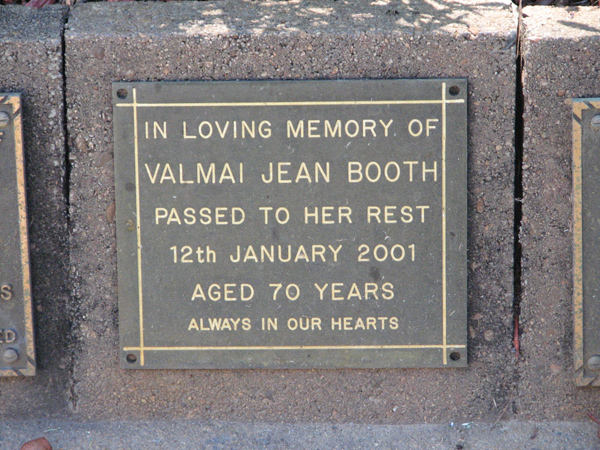 IN LOVING MEMORY OF
VALMAI JEAN BOOTH
PASSED TO HER REST
12th JANUARY 2001
AGED 70 YEARS
ALWAYS IN OUR HEARTS